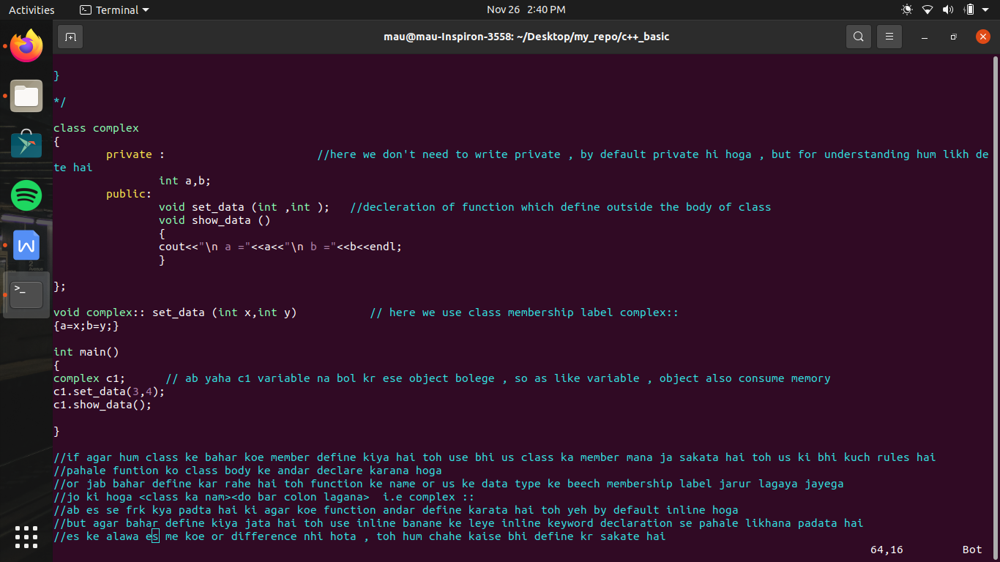 Activities
Terminal
Nov 26 2:40 PM
mau@mau-Inspiron-3558: ~/Desktop/my_repo/c++_basic
}
*/
class complex
{
private : //here we don't need to write private , by default private hi hoga , but for understanding hum likh de
te hai
int a,b;
public:
void set_data (int ,int ); //decleration of function which define outside the body of class
void show_data ()
{
cout<<"\n a ="<<a<<"\n b ="<<b<<endl;
}
};
void complex:: set_data (int x,int y) // here we use class membership label complex::
{a=x;b=y;}
int main()
{
complex c1; // ab yaha c1 variable na bol kr ese object bolege , so as like variable , object also consume memory
c1.set_data(3,4);
c1.show_data();
}
//if agar hum class ke bahar koe member define kiya hai toh use bhi us class ka member mana ja sakata hai toh us ki bhi kuch rules hai
//pahale funtion ko class body ke andar declare karana hoga
//or jab bahar define kar rahe hai toh function ke name or us ke data type ke beech membership label jarur lagaya jayega
//jo ki hoga <class ka nam><do bar colon lagana>  i.e complex ::
//ab es se frk kya padta hai ki agar koe function andar define karata hai toh yeh by default inline hoga
//but agar bahar define kiya jata hai toh use inline banane ke leye inline keyword declaration se pahale likhana padata hai
//es ke alawa es me koe or difference nhi hota , toh hum chahe kaise bhi define kr sakate hai
64,16 Bot